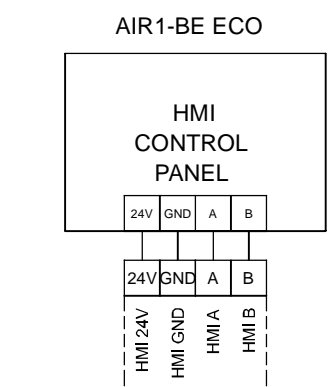 AIR1-BE ECO
HMI
CONTROL
PANEL
24V GND A B
24V GND A B
HMI 24V
HMI GND
HMI A
HMI B